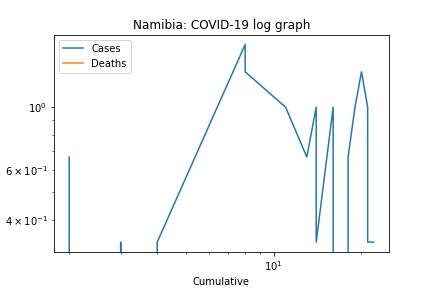 Namibia: COVID-19 log graph
Cases
Deaths
10⁰
6 × 10⁻¹
4 × 10⁻¹
10¹
Cumulative